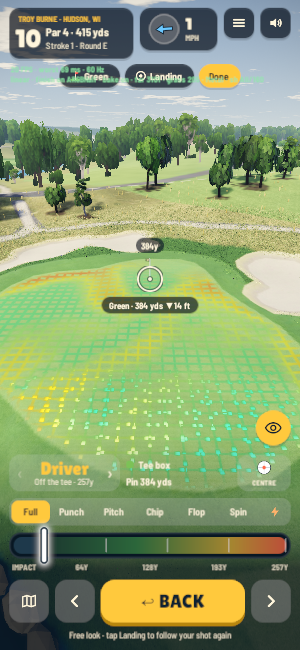 TROY BURNE - HUDSON, WI
10
Par 4 · 415 yds
Stroke 1 · Round E
1
MPH
Green
Landing
Done
384y
Green · 384 yds ▼14 ft
Driver
Off the tee · 257y
Tee box
Pin 384 yds
CENTRE
Full
Punch
Pitch
Chip
Flop
Spin
IMPACT
64Y
128Y
193Y
257Y
BACK
Free look · tap Landing to follow your shot again